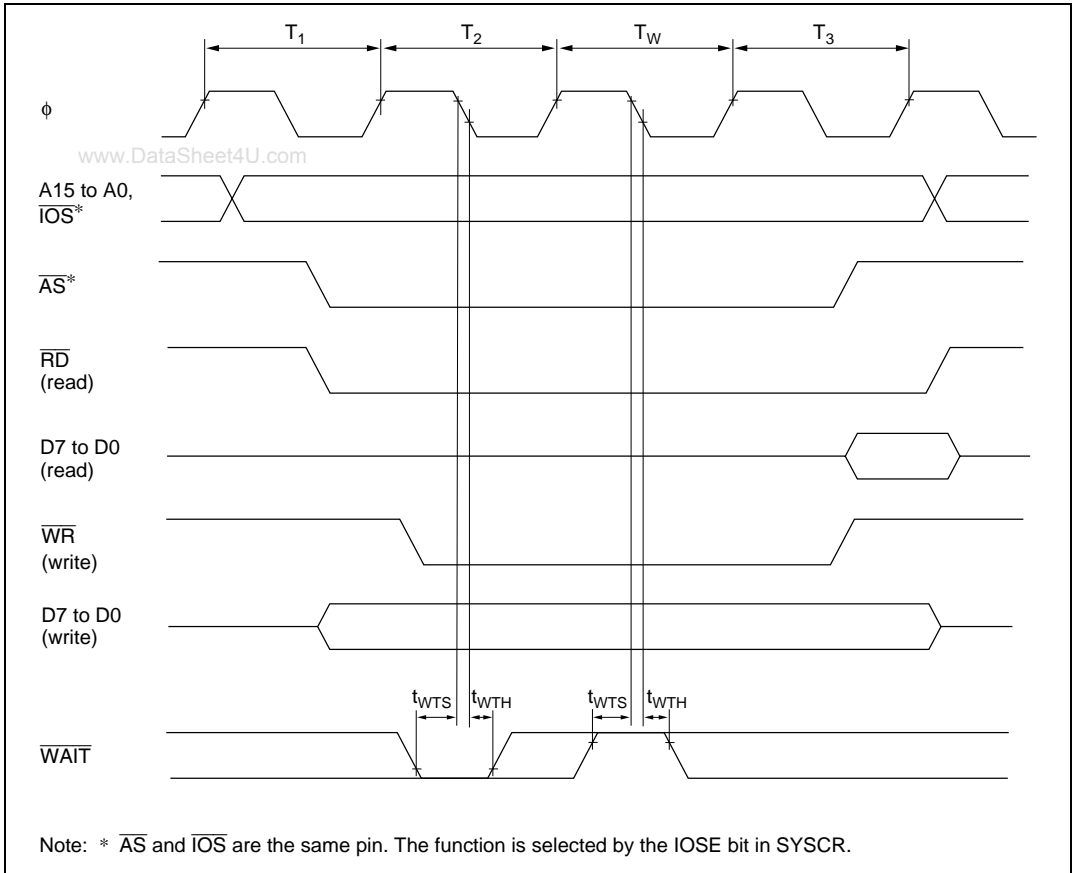 T1 T2 TW T3
ϕ
www.DataSheet4U.com
A15 to A0,
IOS*
AS*
RD
(read)
D7 to D0
(read)
WR
(write)
D7 to D0
(write)
tWTS tWTH tWTS tWTH
WAIT
Note: * AS and IOS are the same pin. The function is selected by the IOSE bit in SYSCR.